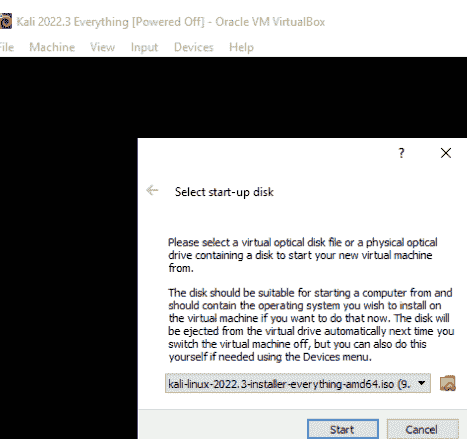 Kali 2022.3 Everything [Powered Off] - Oracle VM VirtualBox
File Machine View Input Devices Help
?
Select start-up disk
Please select a virtual optical disk file or a physical optical
drive containing a disk to start your new virtual machine
from.
The disk should be suitable for starting a computer from and
should contain the operating system you wish to install on
the virtual machine if you want to do that now. The disk will
be ejected from the virtual drive automatically next time you
switch the virtual machine off, but you can also do this
yourself if needed using the Devices menu.
kali-linux-2022.3-installer-everything-amd64.iso (9.
Start Cancel